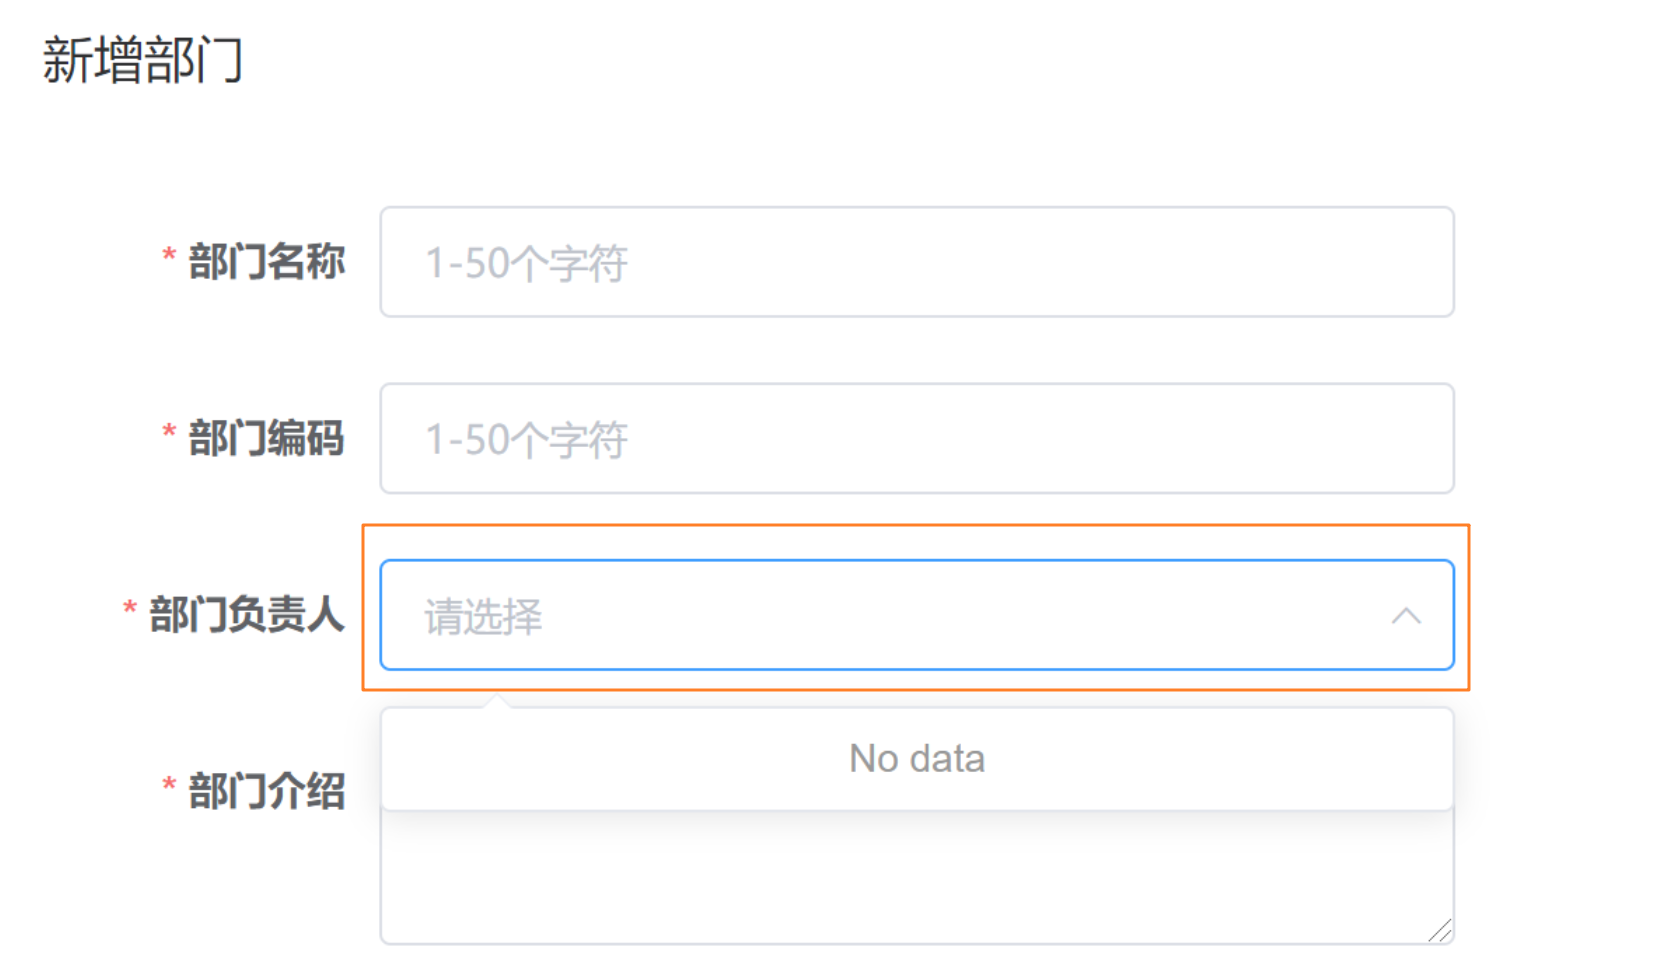 新增部门
* 部门名称 1-50个字符
* 部门编码 1-50个字符
* 部门负责人 请选择
No data
* 部门介绍